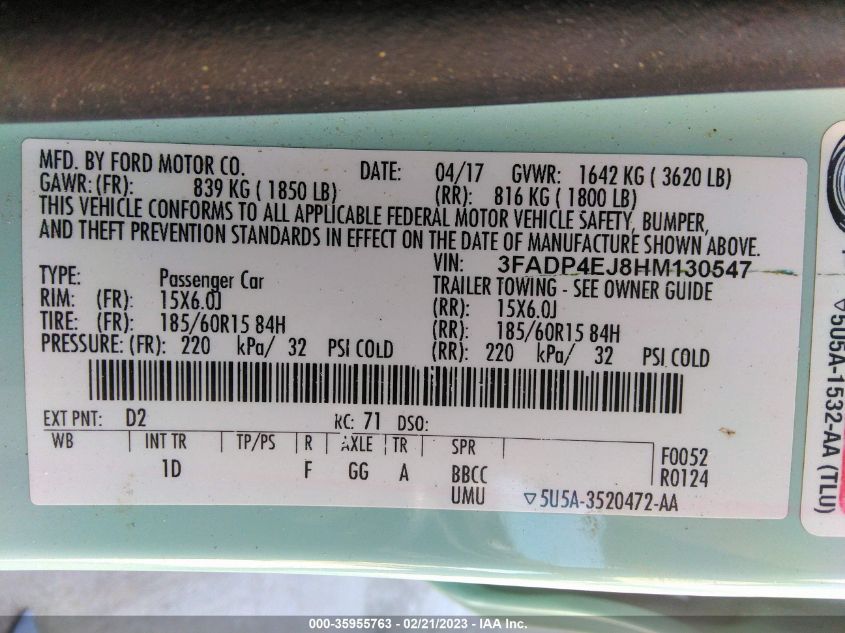 MFD. BY FORD MOTOR CO. DATE: 04/17 GVWR: 1642 KG ( 3620 LB)
GAWR: (FR): 839 KG ( 1850 LB) (RR): 816 KG ( 1800 LB)
THIS VEHICLE CONFORMS TO ALL APPLICABLE FEDERAL MOTOR VEHICLE SAFETY, BUMPER,
AND THEFT PREVENTION STANDARDS IN EFFECT ON THE DATE OF MANUFACTURE SHOWN ABOVE.
VIN: 3FADP4EJ8HM130547
TYPE: Passenger Car TRAILER TOWING - SEE OWNER GUIDE
RIM: (FR): 15X6.0J (RR): 15X6.0J
TIRE: (FR): 185/60R15 84H (RR): 185/60R15 84H
PRESSURE: (FR): 220 kPa/ 32 PSI COLD (RR): 220 kPa/ 32 PSI COLD
EXT PNT: D2 RC: 71 DSO:
WB INT TR TP/PS R AXLE TR SPR
1D F GG A BBCC F0052
UMU R0124
▽5U5A-3520472-AA
▽5U5A-1532-AA (TLU)
000-35955763 - 02/21/2023 - IAA Inc.